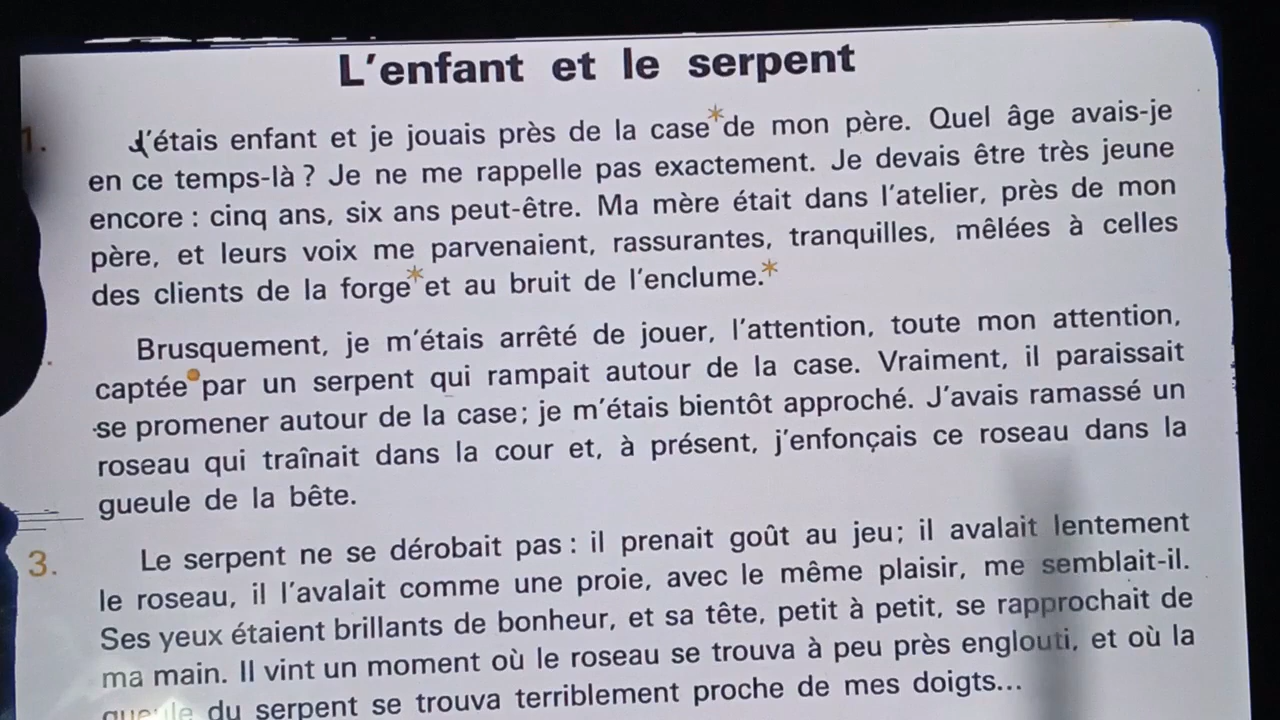 L'enfant et le serpent
1. J'étais enfant et je jouais près de la case* de mon père. Quel âge avais-je
en ce temps-là ? Je ne me rappelle pas exactement. Je devais être très jeune
encore : cinq ans, six ans peut-être. Ma mère était dans l'atelier, près de mon
père, et leurs voix me parvenaient, rassurantes, tranquilles, mêlées à celles
des clients de la forge* et au bruit de l'enclume.*
Brusquement, je m'étais arrêté de jouer, l'attention, toute mon attention,
captée par un serpent qui rampait autour de la case. Vraiment, il paraissait
se promener autour de la case ; je m'étais bientôt approché. J'avais ramassé un
roseau qui traînait dans la cour et, à présent, j'enfonçais ce roseau dans la
gueule de la bête.
3. Le serpent ne se dérobait pas : il prenait goût au jeu ; il avalait lentement
le roseau, il l'avalait comme une proie, avec le même plaisir, me semblait-il.
Ses yeux étaient brillants de bonheur, et sa tête, petit à petit, se rapprochait de
ma main. Il vint un moment où le roseau se trouva à peu près englouti, et où la
gueule du serpent se trouva terriblement proche de mes doigts...